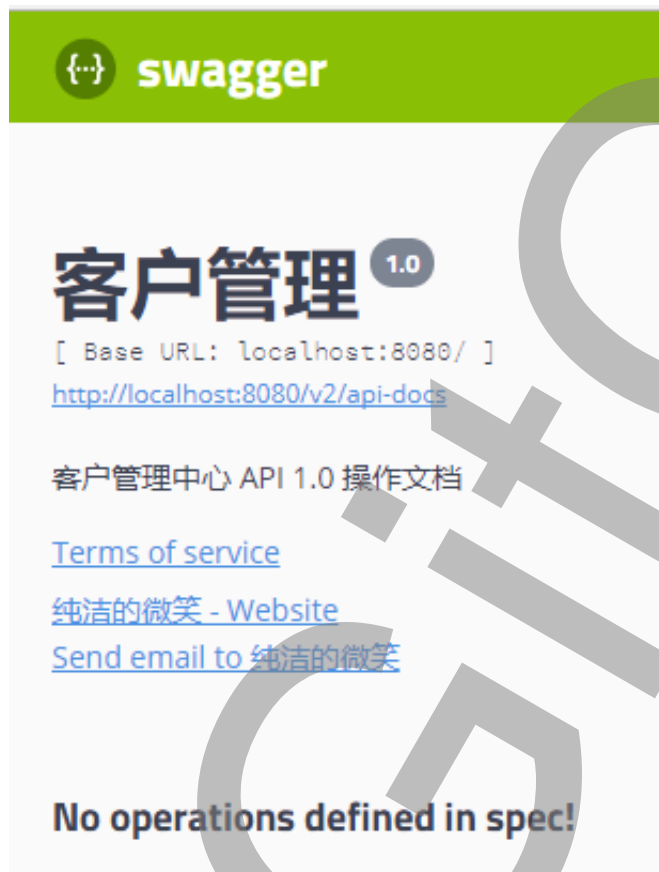 {···} swagger
客户管理 1.0
[ Base URL: localhost:8080/ ]
http://localhost:8080/v2/api-docs
客户管理中心 API 1.0 操作文档
Terms of service
纯洁的微笑 - Website
Send email to 纯洁的微笑
No operations defined in spec!